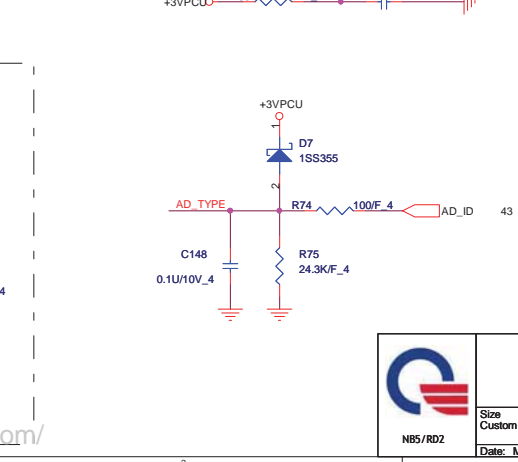 +3VPCU
+3VPCU
1
D7
1SS355
2
AD_TYPE
R74
100/F_4
AD_ID
43
C148
0.1U/10V_4
R75
24.3K/F_4
4
om/
NB5/RD2
Size
Custom
Date: